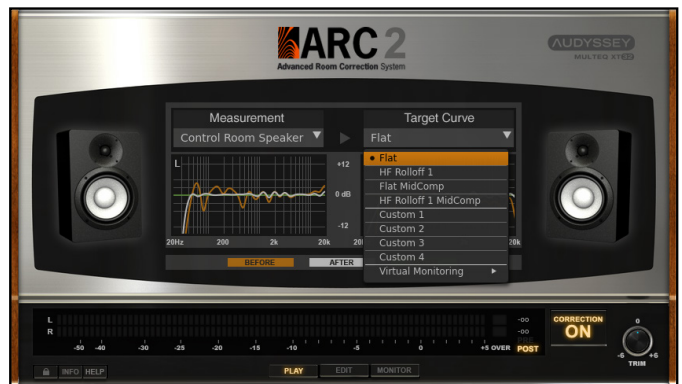 ARC 2
Advanced Room Correction System
AUDYSSEY
MULTEQ XT32
Measurement
Target Curve
Control Room Speaker
Flat
L
+12
0 dB
-12
20Hz 200 2k 20k 20 20k
BEFORE AFTER
Flat
HF Rolloff 1
Flat MidComp
HF Rolloff 1 MidComp
Custom 1
Custom 2
Custom 3
Custom 4
Virtual Monitoring
L
R
-50 -40 -30 -25 -20 -15 -10 -5 0 +5 OVER
-oo
-oo
PRE
POST
CORRECTION
ON
0
-6 +6
TRIM
INFO HELP
PLAY EDIT MONITOR